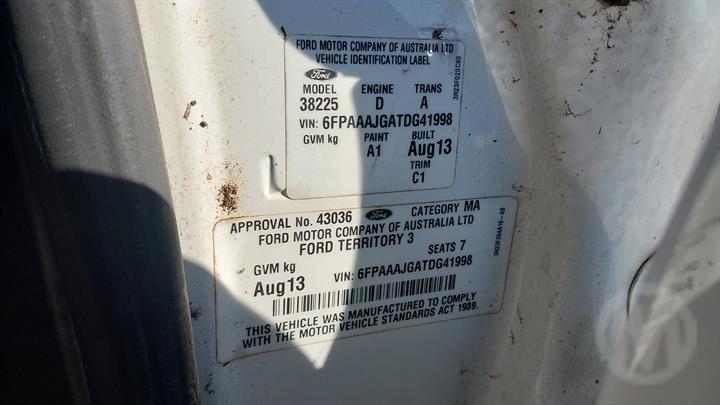 FORD MOTOR COMPANY OF AUSTRALIA LTD
VEHICLE IDENTIFICATION LABEL
Ford
MODEL ENGINE TRANS
38225 D A
VIN: 6FPAAAJGATDG41998
GVM kg PAINT BUILT
A1 Aug13
TRIM
C1
3R23F020C80
APPROVAL No. 43036 Ford CATEGORY MA
FORD MOTOR COMPANY OF AUSTRALIA LTD
FORD TERRITORY 3
SEATS 7
GVM kg VIN: 6FPAAAJGATDG41998
Aug13
THIS VEHICLE WAS MANUFACTURED TO COMPLY
WITH THE MOTOR VEHICLE STANDARDS ACT 1989.
M